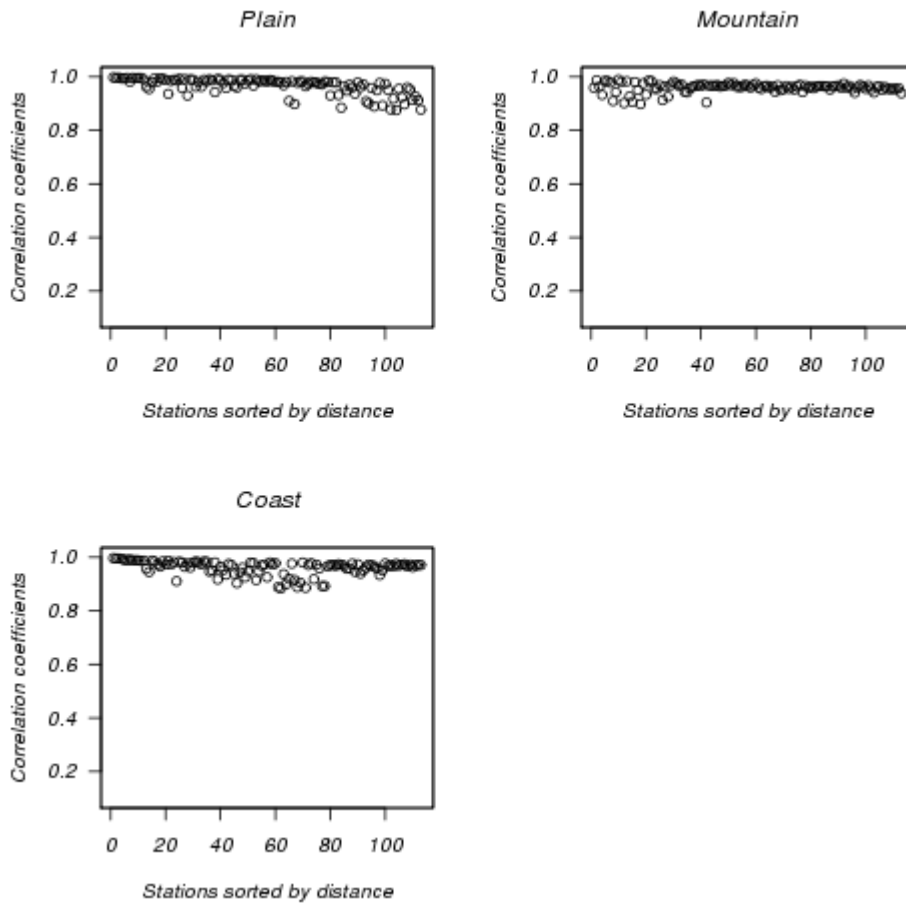 Plain
Correlation coefficients
1.0
0.8
0.6
0.4
0.2
0 20 40 60 80 100
Stations sorted by distance
Mountain
Correlation coefficients
1.0
0.8
0.6
0.4
0.2
0 20 40 60 80 100
Stations sorted by distance
Coast
Correlation coefficients
1.0
0.8
0.6
0.4
0.2
0 20 40 60 80 100
Stations sorted by distance